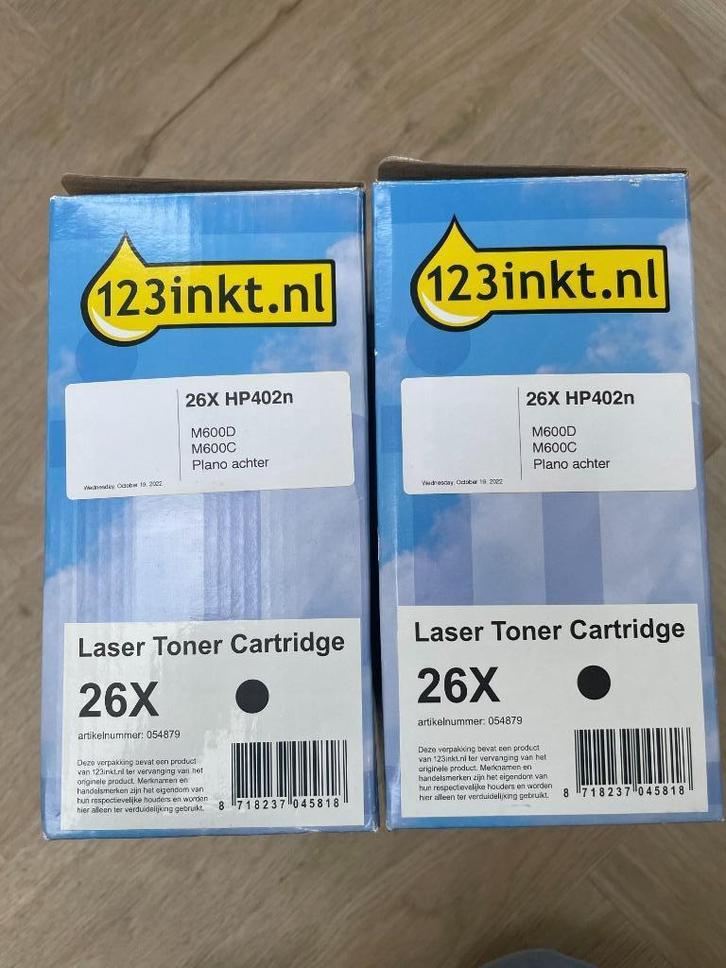 123inkt.nl
26X HP402n
M600D
M600C
Plano achter
Wednesday, October 19, 2022
Laser Toner Cartridge
26X
artikelnummer: 054879
Deze verpakking bevat een product
van 123inkt.nl ter vervanging van het
originele product. Merknamen en
handelsmerken zijn het eigendom van
hun respectievelijke houders en worden
hier alleen ter verduidelijking gebruikt.
8 718237 045818
123inkt.nl
26X HP402n
M600D
M600C
Plano achter
Wednesday, October 19, 2022
Laser Toner Cartridge
26X
artikelnummer: 054879
Deze verpakking bevat een product
van 123inkt.nl ter vervanging van het
originele product. Merknamen en
handelsmerken zijn het eigendom van
hun respectievelijke houders en worden
hier alleen ter verduidelijking gebruikt.
8 718237 045818